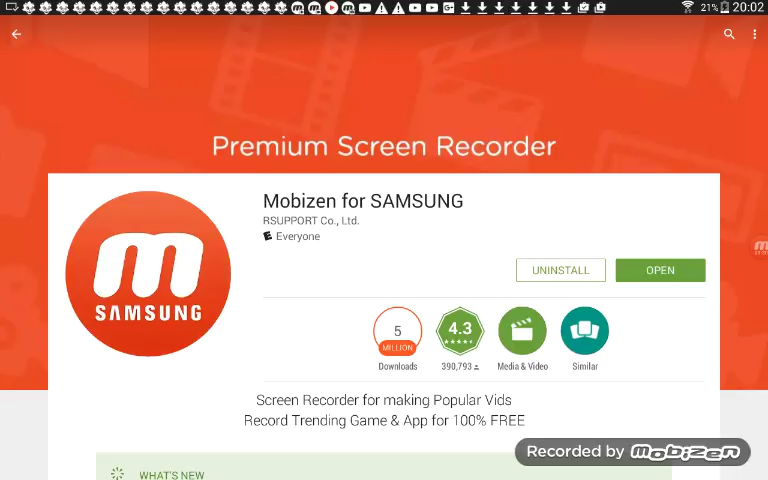 21% 20:02
Premium Screen Recorder
Mobizen for SAMSUNG
RSUPPORT Co., Ltd.
E Everyone
m
SAMSUNG
UNINSTALL
OPEN
5
MILLION
4.3
Downloads
390,793
Media & Video
Similar
Screen Recorder for making Popular Vids
Record Trending Game & App for 100% FREE
Recorded by mobizen
WHAT'S NEW